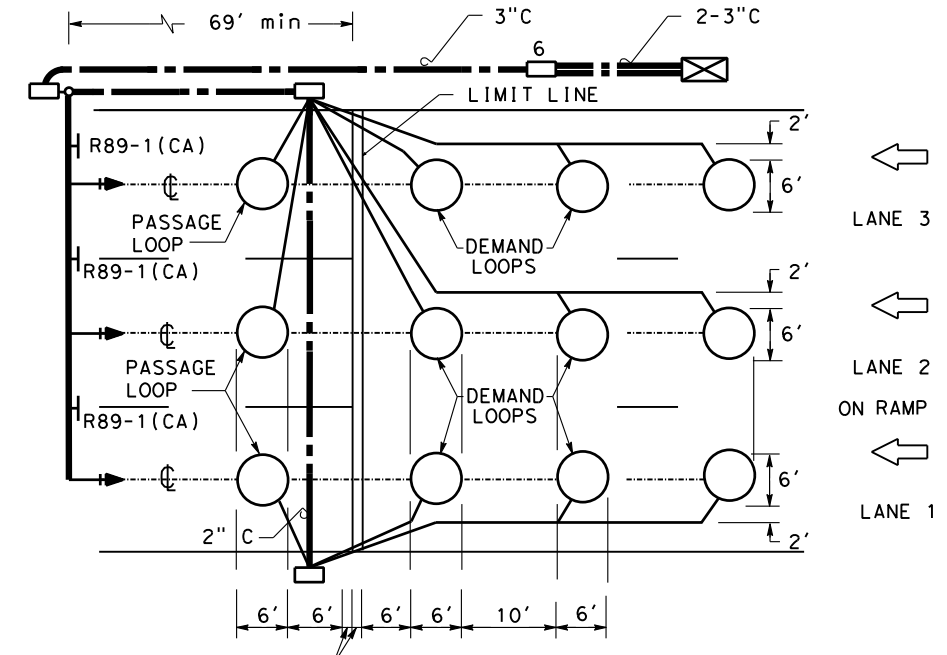 69' min
3"C
2-3"C
6
LIMIT LINE
2'
R89-1(CA)
℄
6'
PASSAGE
LOOP
DEMAND
LOOPS
LANE 3
R89-1(CA)
2'
℄
6'
PASSAGE
LOOP
DEMAND
LOOPS
LANE 2
ON RAMP
R89-1(CA)
℄
6'
LANE 1
2" C
2'
6'
6'
6'
6'
10'
6'